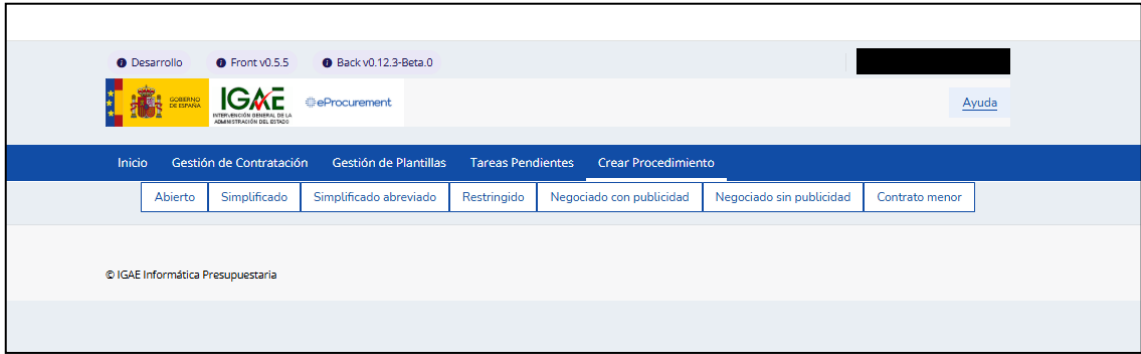 Desarrollo Front v0.5.5 Back v0.12.3-Beta.0
GOBIERNO
DE ESPAÑA
IGAE
INTERVENCIÓN GENERAL DE LA
ADMINISTRACIÓN DEL ESTADO
eProcurement
Ayuda
Inicio Gestión de Contratación Gestión de Plantillas Tareas Pendientes Crear Procedimiento
Abierto Simplificado Simplificado abreviado Restringido Negociado con publicidad Negociado sin publicidad Contrato menor
© IGAE Informática Presupuestaria